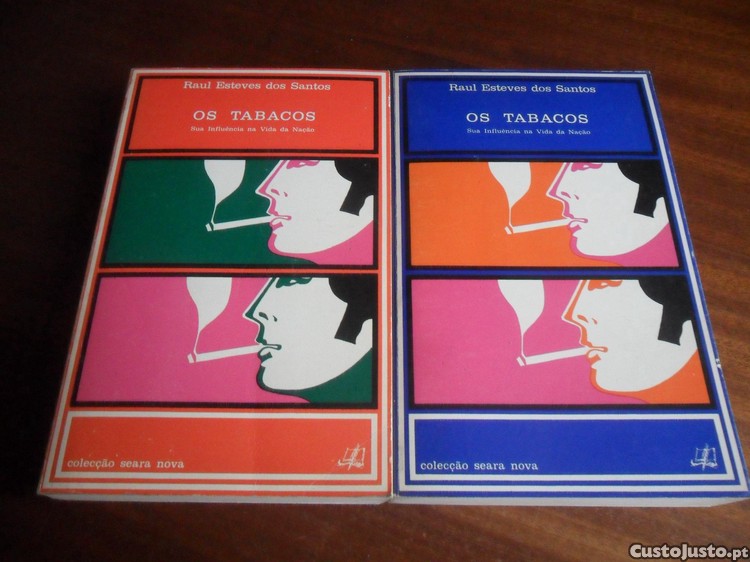 Raul Esteves dos Santos
OS TABACOS
Sua Influência na Vida da Nação
colecção seara nova
Raul Esteves dos Santos
OS TABACOS
Sua Influência na Vida da Nação
colecção seara nova
CustoJusto.pt